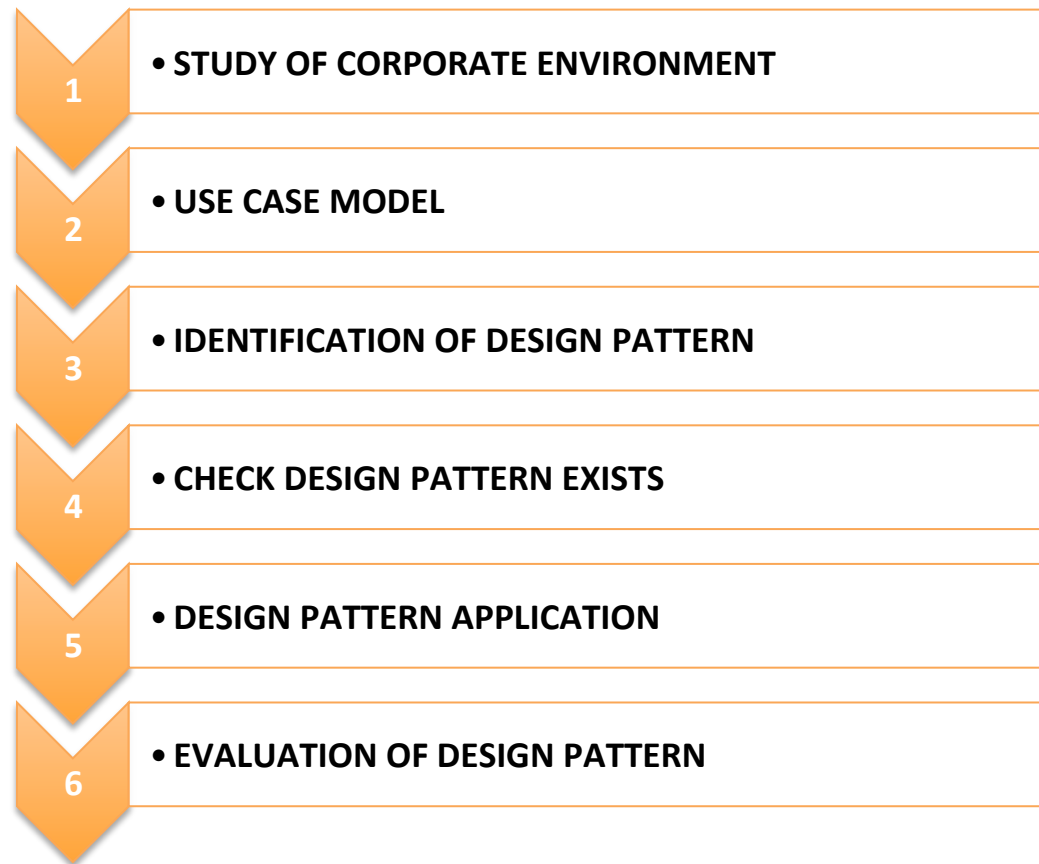 1
• STUDY OF CORPORATE ENVIRONMENT
2
• USE CASE MODEL
3
• IDENTIFICATION OF DESIGN PATTERN
4
• CHECK DESIGN PATTERN EXISTS
5
• DESIGN PATTERN APPLICATION
6
• EVALUATION OF DESIGN PATTERN